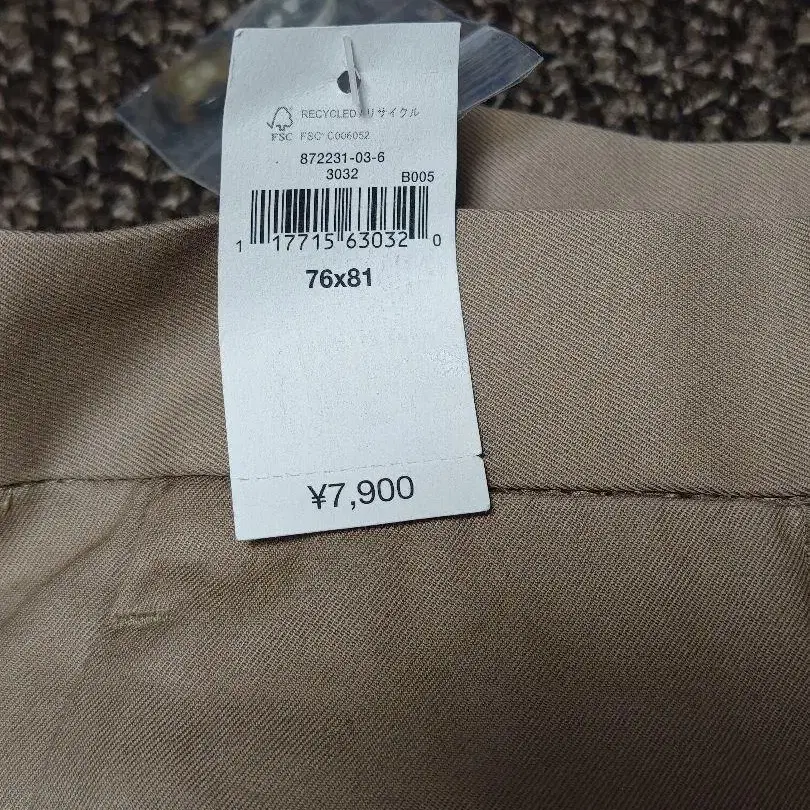 RECYCLED / リサイクル
FSC FSC® C006052
872231-03-6
3032
B005
1 17715 63032 0
76x81
¥7,900